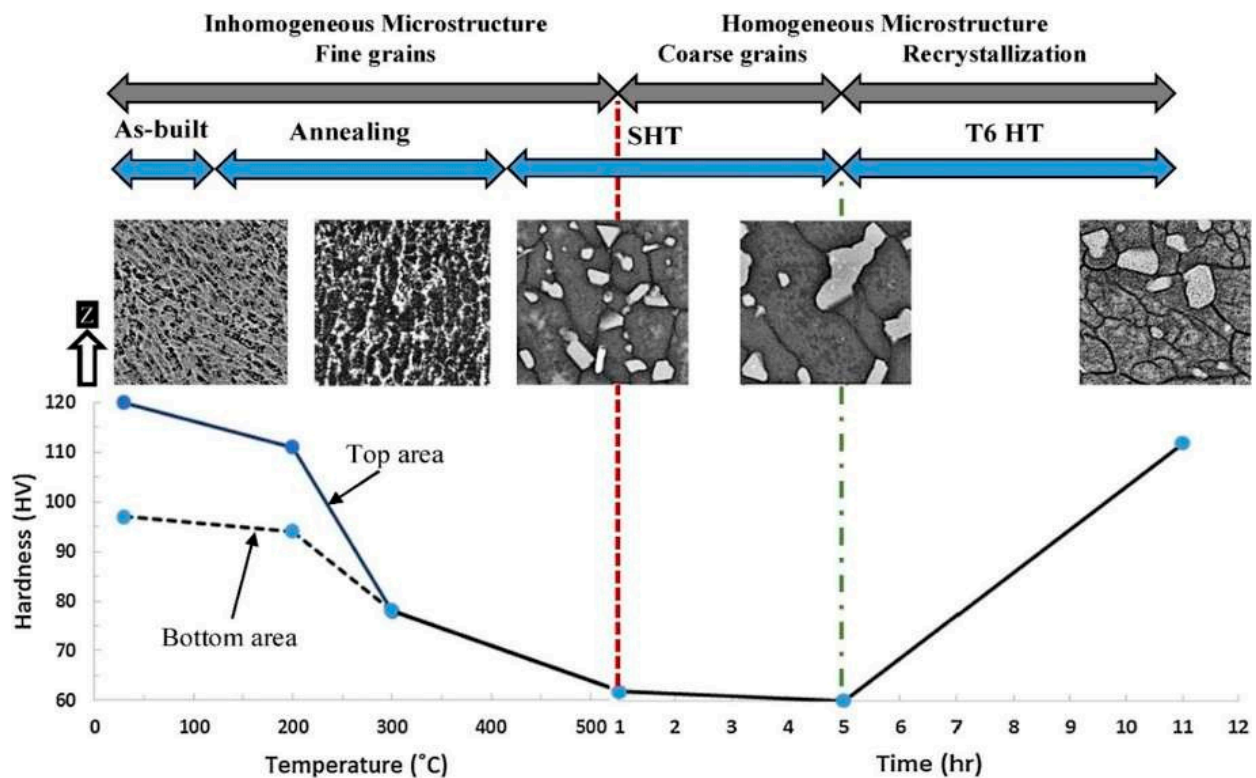 Inhomogeneous Microstructure
Homogeneous Microstructure
Fine grains
Coarse grains
Recrystallization
As-built
Annealing
SHT
T6 HT
Z
120
110
100
90
80
70
60
Hardness (HV)
Top area
Bottom area
0 100 200 300 400 500 1 2 3 4 5 6 7 8 9 10 11 12
Temperature (˚C)
Time (hr)